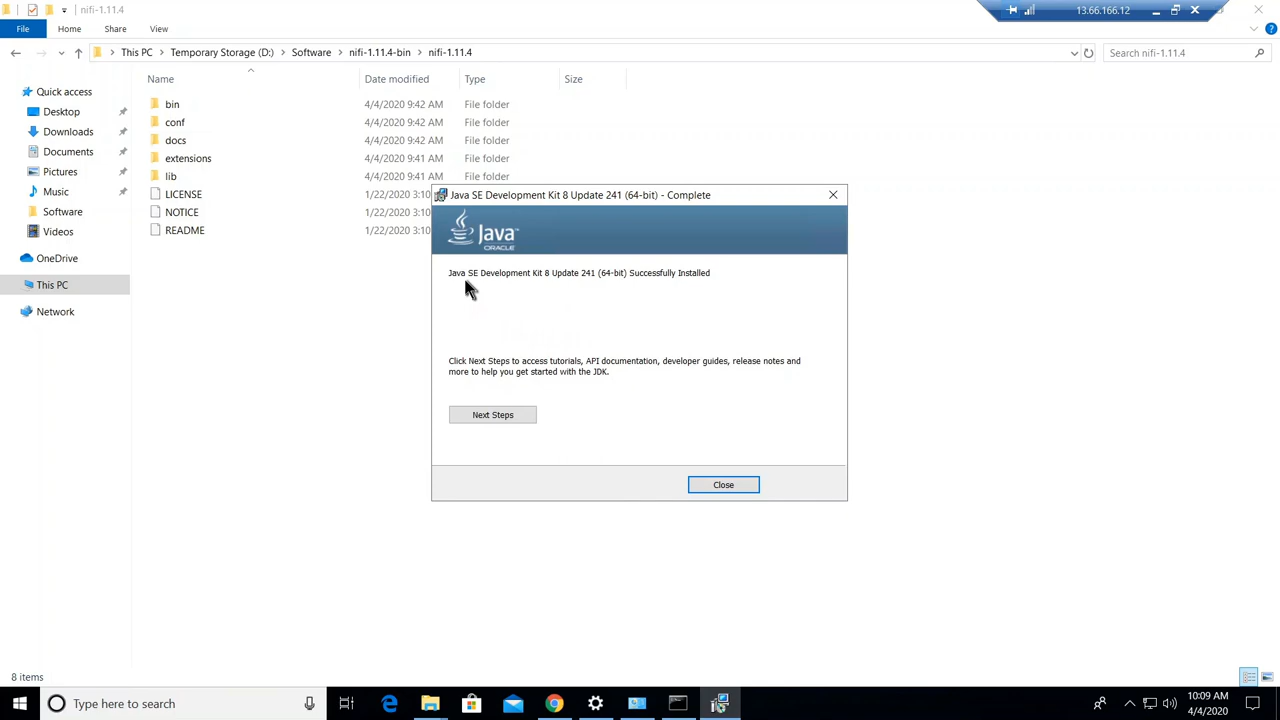 nifi-1.11.4
13.66.166.12
File Home Share View
This PC Temporary Storage (D:) Software nifi-1.11.4-bin nifi-1.11.4
Search nifi-1.11.4
Name Date modified Type Size
Quick access
Desktop
Downloads
Documents
Pictures
Music
Software
Videos
OneDrive
This PC
Network
bin 4/4/2020 9:42 AM File folder
conf 4/4/2020 9:42 AM File folder
docs 4/4/2020 9:42 AM File folder
extensions 4/4/2020 9:41 AM File folder
lib 4/4/2020 9:41 AM File folder
LICENSE 1/22/2020 3:10
NOTICE 1/22/2020 3:10
README 1/22/2020 3:10
Java SE Development Kit 8 Update 241 (64-bit) - Complete
Java™
ORACLE
Java SE Development Kit 8 Update 241 (64-bit) Successfully Installed
Click Next Steps to access tutorials, API documentation, developer guides, release notes and
more to help you get started with the JDK.
Next Steps
Close
8 items
Type here to search
10:09 AM
4/4/2020